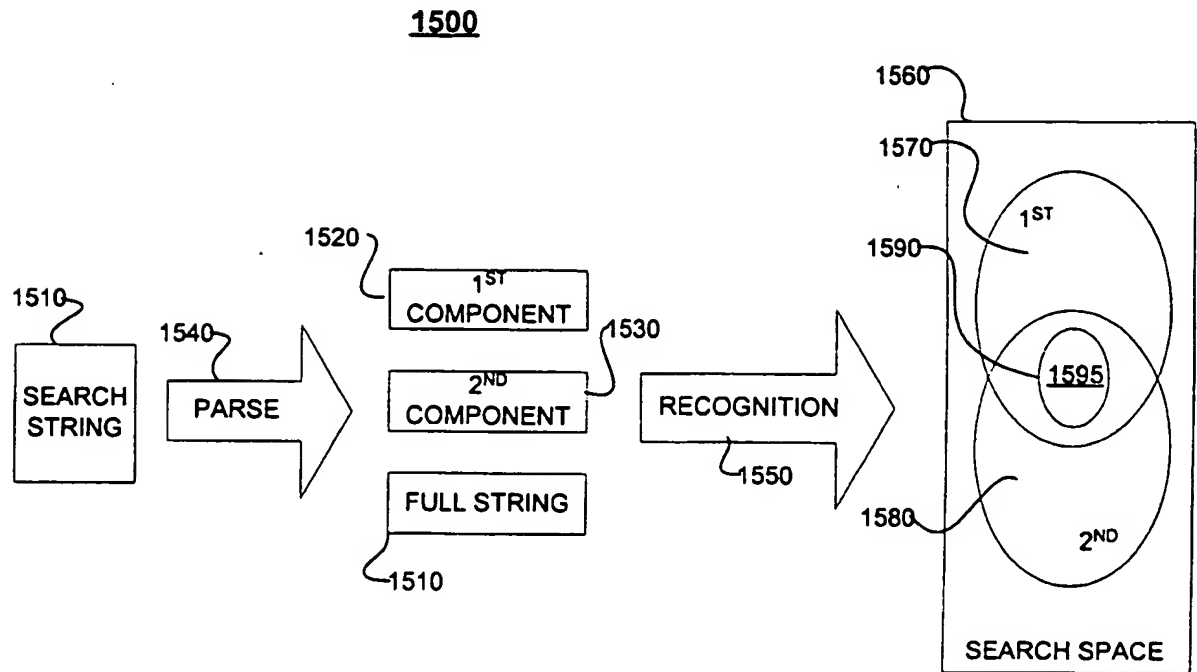 1500
1560
1570
1ST
1590
1520
1ST
COMPONENT
1510
1540
1530
1595
SEARCH
STRING
PARSE
2ND
COMPONENT
RECOGNITION
1550
FULL STRING
1580
2ND
1510
SEARCH SPACE